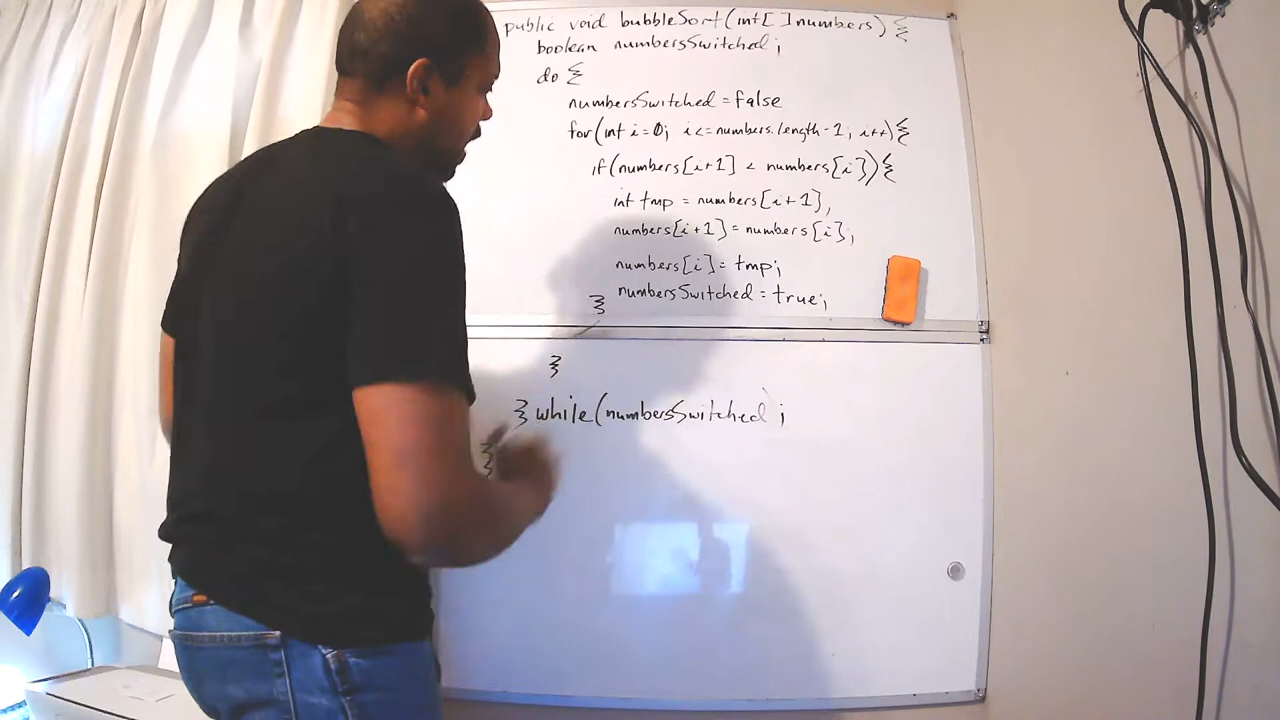 public void bubbleSort(int[] numbers) {
boolean numbersSwitched;
do {
numbersSwitched = false
for(int i=0; i<=numbers.length-1; i++) {
if(numbers[i+1] < numbers[i]) {
int tmp = numbers[i+1],
numbers[i+1] = numbers[i];
numbers[i] = tmp;
numbersSwitched = true;
}
}
} while(numbersSwitched);
}